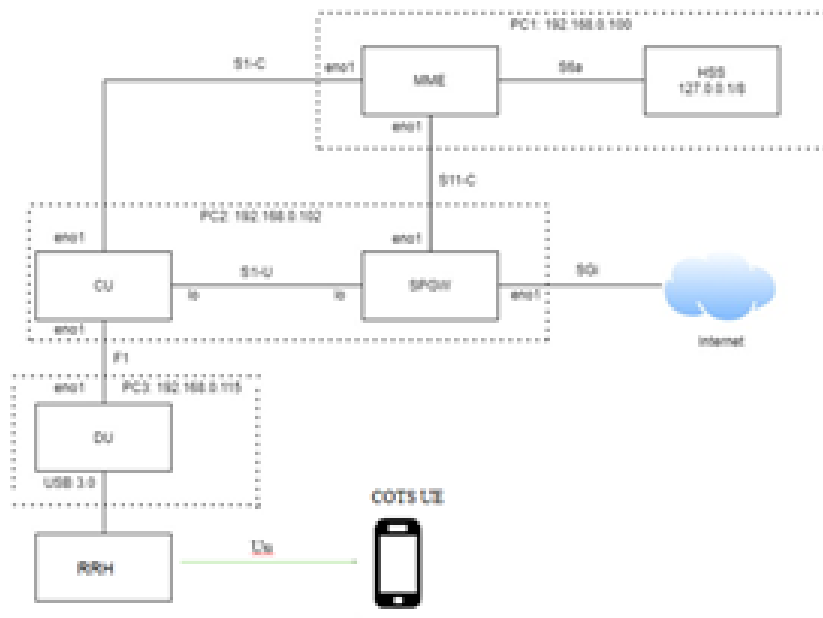 PC1: 192.168.0.100
S1-C
eno1
MME
S6a
HSS
127.0.0.1/8
eno1
S11-C
PC2: 192.168.0.102
eno1
eno1
CU
S1-U
SPGW
SGi
lo
lo
eno1
Internet
eno1
F1
eno1
PC3: 192.168.0.115
DU
USB 3.0
COTS UE
RRH
Uu